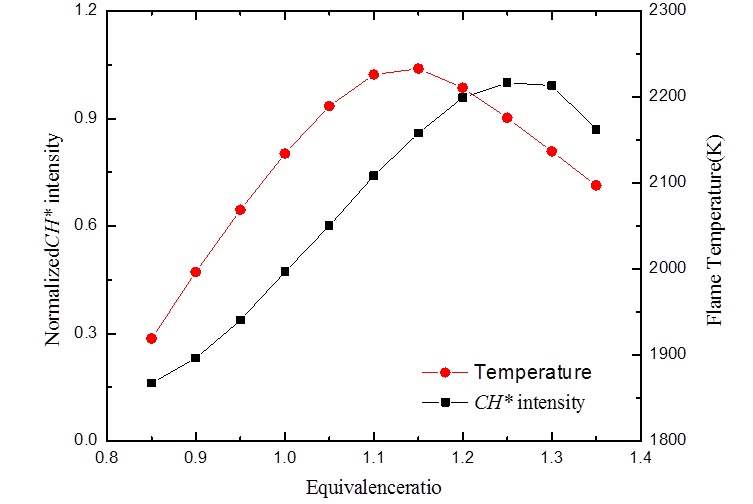 1.2
0.9
0.6
0.3
0.0
NormalizedCH* intensity
2300
2200
2100
2000
1900
1800
Flame Temperature(K)
Temperature
CH* intensity
0.8 0.9 1.0 1.1 1.2 1.3 1.4
Equivalenceratio